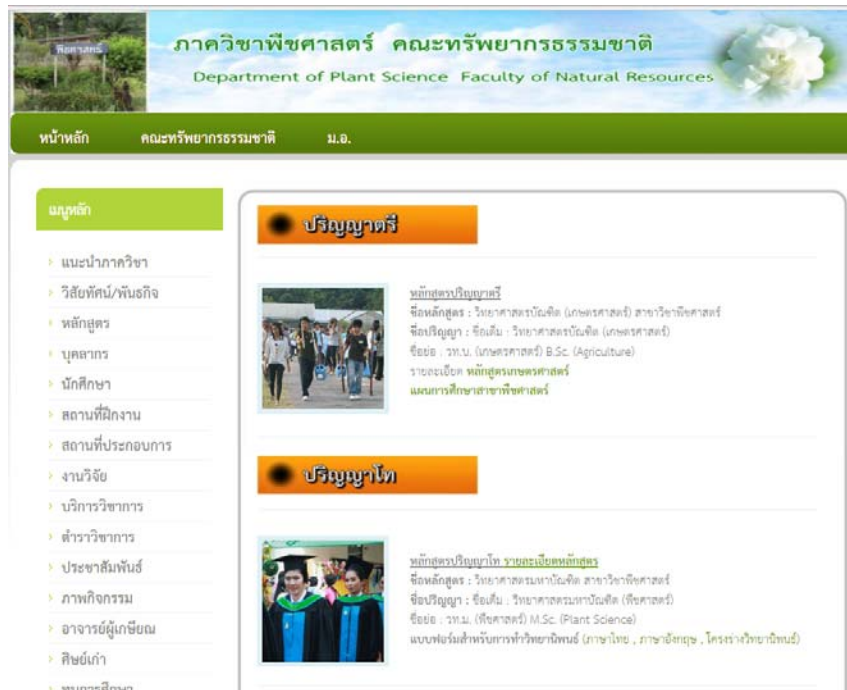 พืชศาสตร์
ภาควิชาพืชศาสตร์ คณะทรัพยากรธรรมชาติ
Department of Plant Science Faculty of Natural Resources
หน้าหลัก คณะทรัพยากรธรรมชาติ ม.อ.
เมนูหลัก
แนะนำภาควิชา
วิสัยทัศน์/พันธกิจ
หลักสูตร
บุคลากร
นักศึกษา
สถานที่ฝึกงาน
สถานที่ประกอบการ
งานวิจัย
บริการวิชาการ
ตำราวิชาการ
ประชาสัมพันธ์
ภาพกิจกรรม
อาจารย์ผู้เกษียณ
ศิษย์เก่า
ทุนการศึกษา
ปริญญาตรี
หลักสูตรปริญญาตรี
ชื่อหลักสูตร : วิทยาศาสตรบัณฑิต (เกษตรศาสตร์) สาขาวิชาพืชศาสตร์
ชื่อปริญญา : ชื่อเต็ม : วิทยาศาสตรบัณฑิต (เกษตรศาสตร์)
ชื่อย่อ : วท.บ. (เกษตรศาสตร์) B.Sc. (Agriculture)
รายละเอียด หลักสูตรเกษตรศาสตร์
แผนการศึกษาสาขาพืชศาสตร์
ปริญญาโท
หลักสูตรปริญญาโท รายละเอียดหลักสูตร
ชื่อหลักสูตร : วิทยาศาสตรมหาบัณฑิต สาขาวิชาพืชศาสตร์
ชื่อปริญญา : ชื่อเต็ม : วิทยาศาสตรมหาบัณฑิต (พืชศาสตร์)
ชื่อย่อ : วท.ม. (พืชศาสตร์) M.Sc. (Plant Science)
แบบฟอร์มสำหรับการทำวิทยานิพนธ์ (ภาษาไทย , ภาษาอังกฤษ , โครงร่างวิทยานิพนธ์)